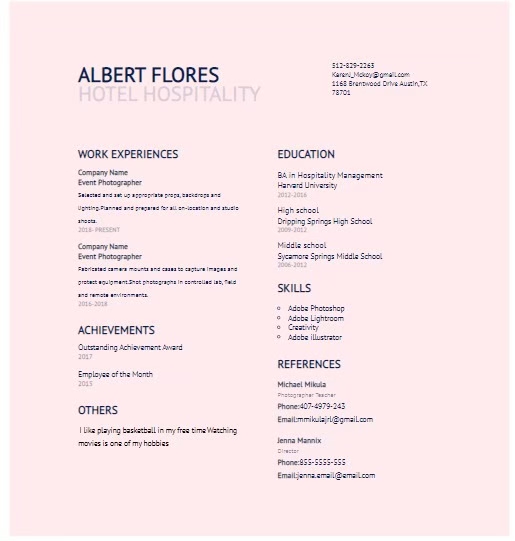 ALBERT FLORES
HOTEL HOSPITALITY
512-829-2263
KarenJ_Mckoy@gmail.com
1168 Brentwood Drive Austin,TX
78701
WORK EXPERIENCES
Company Name
Event Photographer
Selected and set up appropriate props,backdrops and
lighting.Planned and prepared for all on-location and studio
shoots.
2018- PRESENT
Company Name
Event Photographer
Fabricated camera mounts and cases to capture images and
protect equipment.Shot photographs in controlled lab, field
and remote environments.
2016-2018
ACHIEVEMENTS
Outstanding Achievement Award
2017
Employee of the Month
2013
OTHERS
I like playing basketball in my free time Watching
movies is one of my hobbies
EDUCATION
BA in Hospitality Management
Harvard University
2012-2016
High school
Dripping Springs High School
2009-2012
Middle school
Sycamore Springs Middle School
2006-2012
SKILLS
Adobe Photoshop
Adobe Lightroom
Creativity
Adobe illustrator
REFERENCES
Michael Mikula
Photographer Teacher
Phone:407-4979-243
Email:mmikulajrl@gmail.com
Jenna Mannix
Director
Phone:855-5555-555
Email:jenna.email@email.com